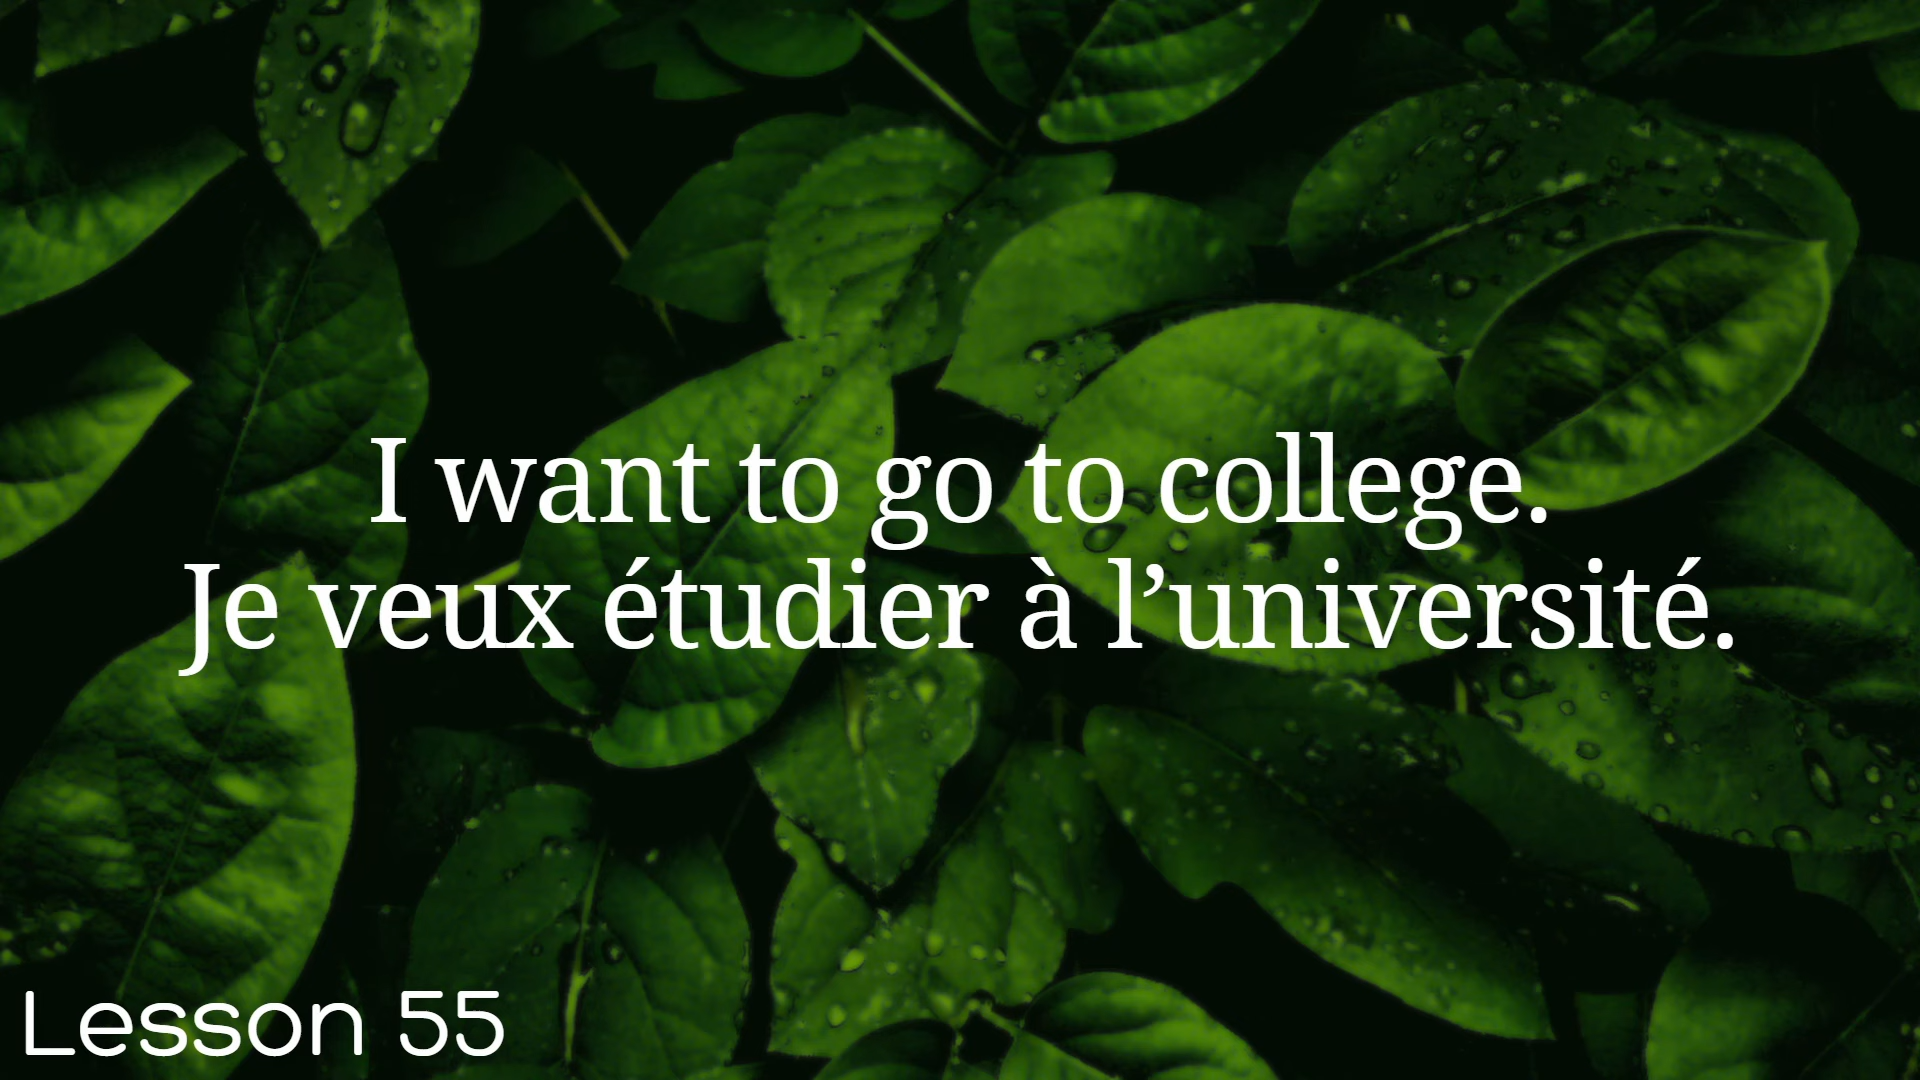 I want to go to college.
Je veux étudier à l’université.
Lesson 55